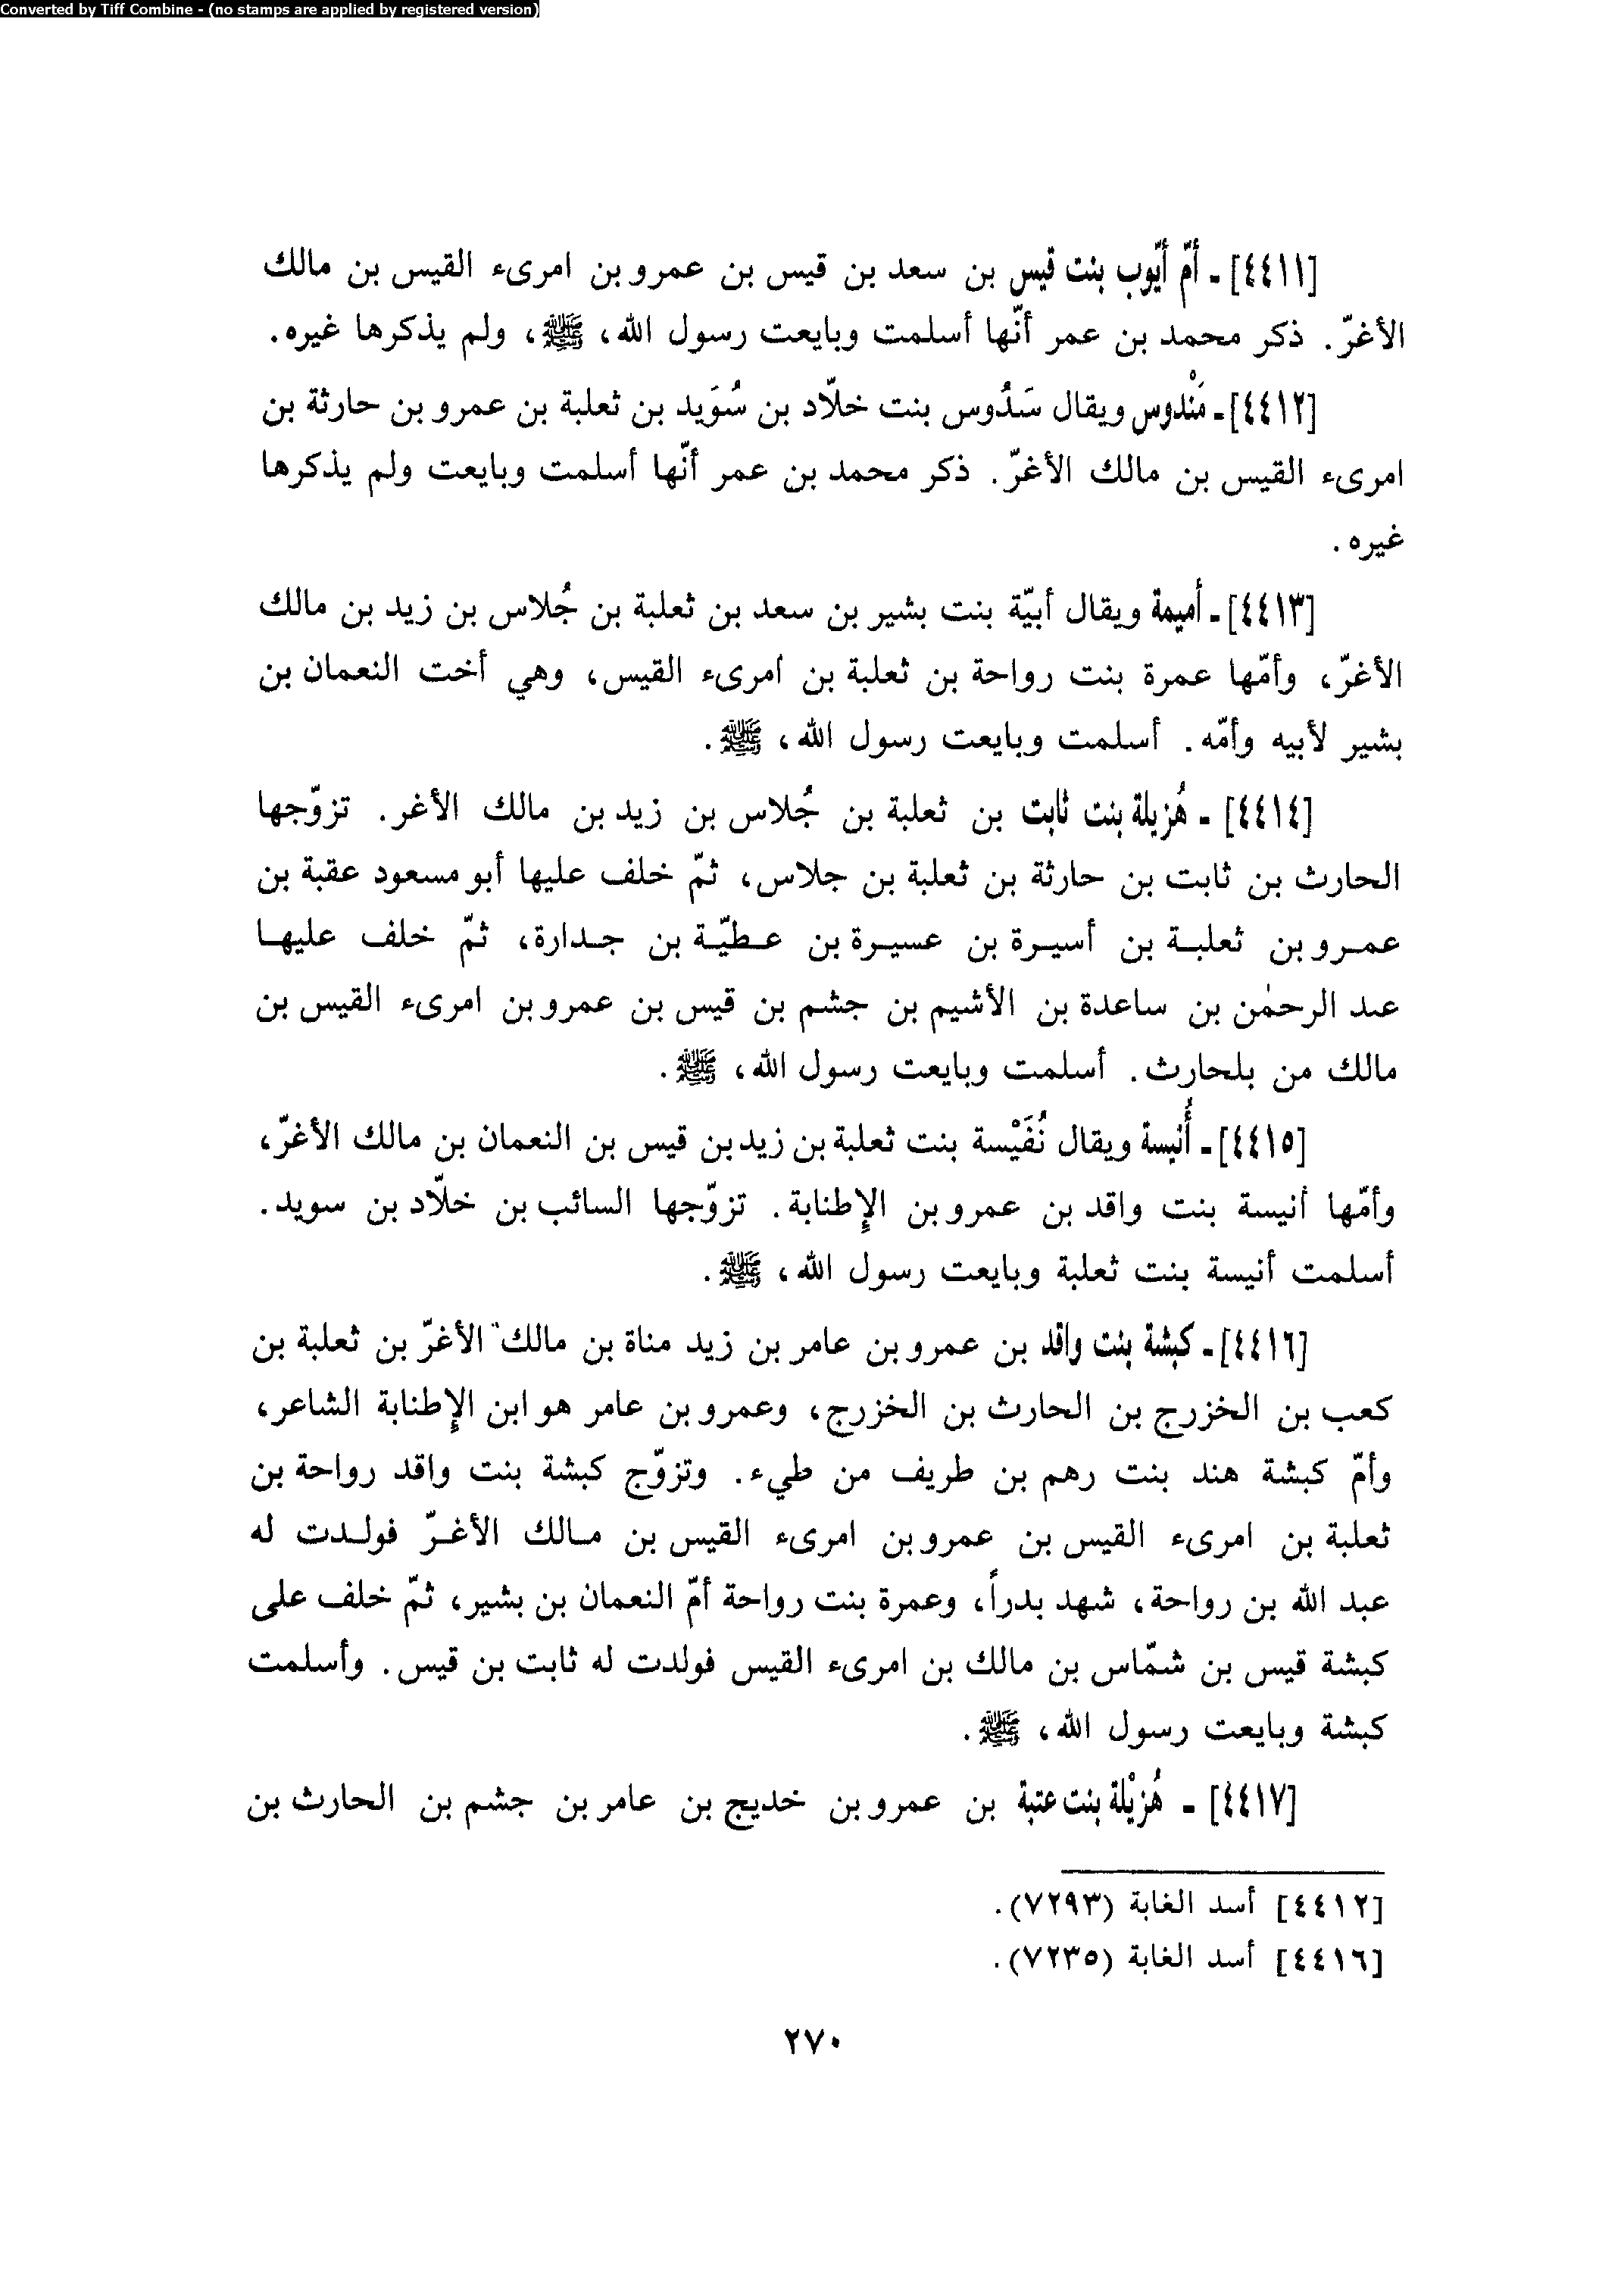 Converted by Tiff Combine - (no stamps are applied by registered version)
[٤٤١١] - أمّ أيّوب بنت قيس بن سعد بن قيس بن عمرو بن امرىء القيس بن مالك
الأغرّ. ذكر محمد بن عمر أنّها أسلمت وبايعت رسول الله، ﷺ، ولم يذكرها غيره.
[٤٤١٢] - مَنْدوس ويقال سَدُوس بنت خلّاد بن سُوَيد بن ثعلبة بن عمرو بن حارثة بن
امرىء القيس بن مالك الأغرّ. ذكر محمد بن عمر أنّها أسلمت وبايعت ولم يذكرها
غيره.
[٤٤١٣] - أميمة ويقال أبيّة بنت بشير بن سعد بن ثعلبة بن جُلاس بن زيد بن مالك
الأغرّ، وأمّها عمرة بنت رواحة بن ثعلبة بن امرىء القيس، وهي أخت النعمان بن
بشير لأبيه وأمّه. أسلمت وبايعت رسول الله، ﷺ.
[٤٤١٤] - هُزيلة بنت ثابت بن ثعلبة بن جُلاس بن زيد بن مالك الأغر. تزوّجها
الحارث بن ثابت بن حارثة بن ثعلبة بن جلاس، ثمّ خلف عليها أبو مسعود عقبة بن
عمرو بن ثعلبة بن أسيرة بن عسيرة بن عطيّة بن جدارة، ثمّ خلف عليها
عبد الرحمٰن بن ساعدة بن الأشيم بن جشم بن قيس بن عمرو بن امرىء القيس بن
مالك من بلحارث. أسلمت وبايعت رسول الله، ﷺ.
[٤٤١٥] - أُنيسة ويقال نُفَيْسة بنت ثعلبة بن زيد بن قيس بن النعمان بن مالك الأغرّ،
وأمّها أنيسة بنت واقد بن عمرو بن الإطنابة. تزوّجها السائب بن خلّاد بن سويد.
أسلمت أنيسة بنت ثعلبة وبايعت رسول الله، ﷺ.
[٤٤١٦] - كبشة بنت واقد بن عمرو بن عامر بن زيد مناة بن مالك الأغرّ بن ثعلبة بن
كعب بن الخزرج بن الحارث بن الخزرج، وعمرو بن عامر هو ابن الإطنابة الشاعر،
وأمّ كبشة هند بنت رهم بن طريف من طيء. وتزوّج كبشة بنت واقد رواحة بن
ثعلبة بن امرىء القيس بن عمرو بن امرىء القيس بن مالك الأغرّ فولدت له
عبد الله بن رواحة، شهد بدراً، وعمرة بنت رواحة أمّ النعمان بن بشير، ثمّ خلف على
كبشة قيس بن شمّاس بن مالك بن امرىء القيس فولدت له ثابت بن قيس. وأسلمت
كبشة وبايعت رسول الله، ﷺ.
[٤٤١٧] - هُزيْلة بنت عتبة بن عمرو بن خديج بن عامر بن جشم بن الحارث بن
[٤٤١٢] أسد الغابة (٧٢٩٣).
[٤٤١٦] أسد الغابة (٧٢٣٥).
٢٧٠